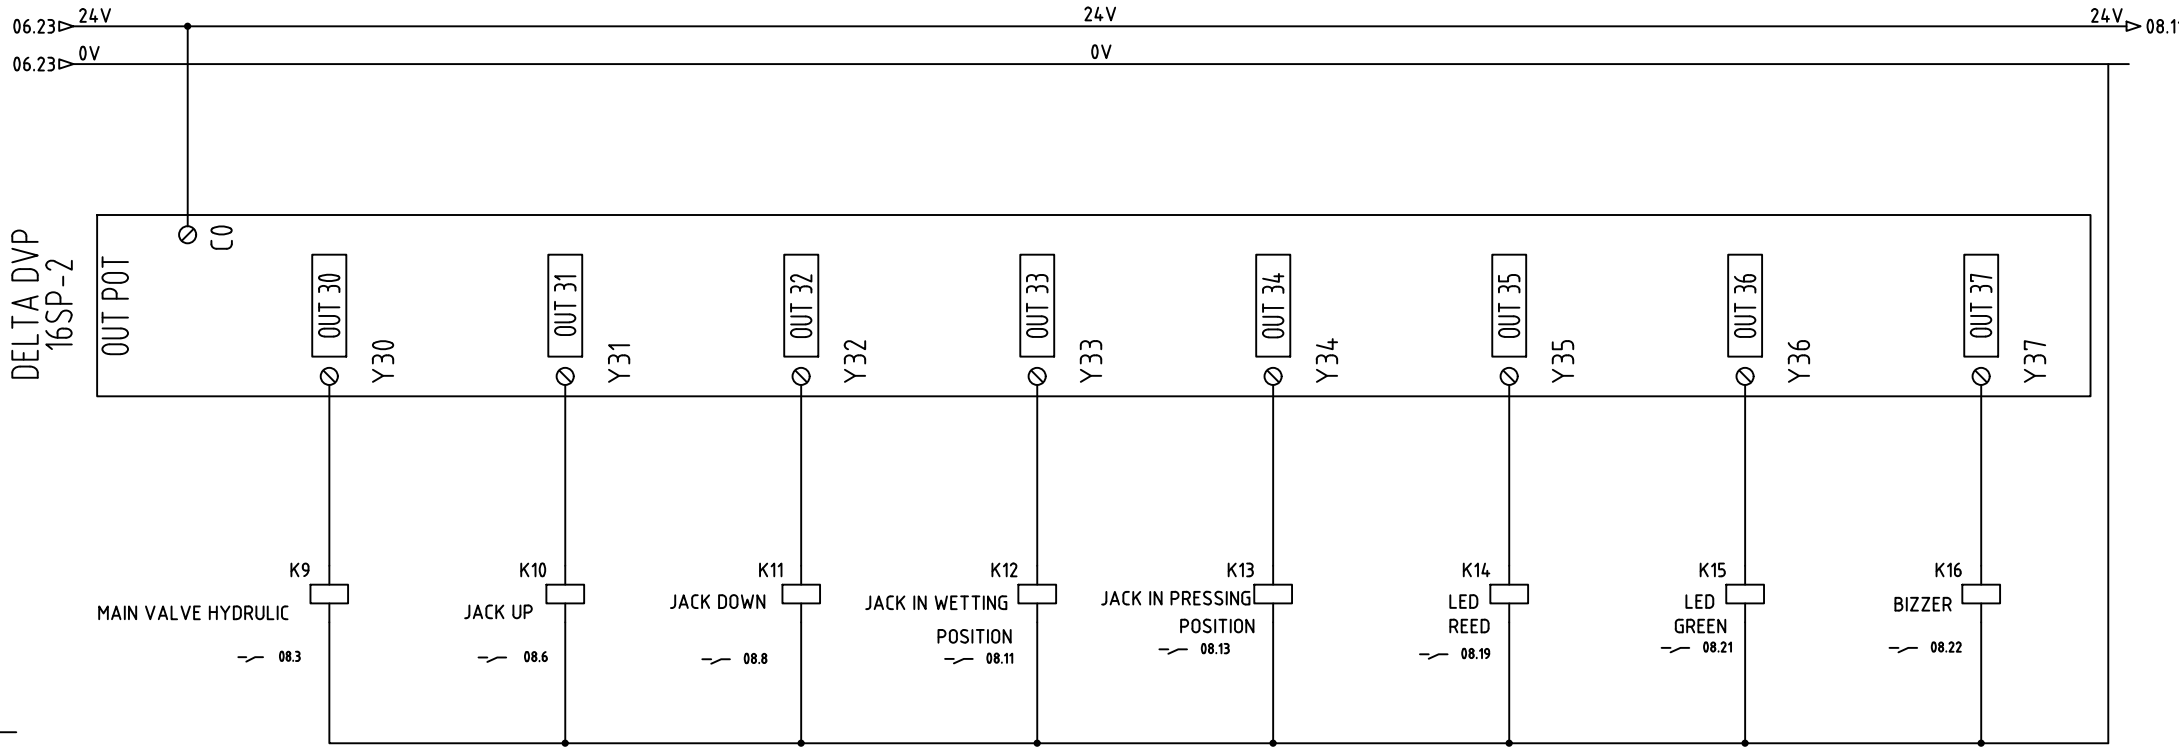 06.23 24V 24V 24V
06.23 0V 0V
DELTA DVP
16SP-2
OUT POT
C0
OUT 30 OUT 31 OUT 32 OUT 33 OUT 34 OUT 35 OUT 36 OUT 37
Y30 Y31 Y32 Y33 Y34 Y35 Y36 Y37
K9
MAIN VALVE HYDRULIC
08.3
K10
JACK UP
08.6
K11
JACK DOWN
08.8
K12
JACK IN WETTING
POSITION
08.11
K13
JACK IN PRESSING
POSITION
08.13
K14
LED
REED
08.19
K15
LED
GREEN
08.21
K16
BIZZER
08.22